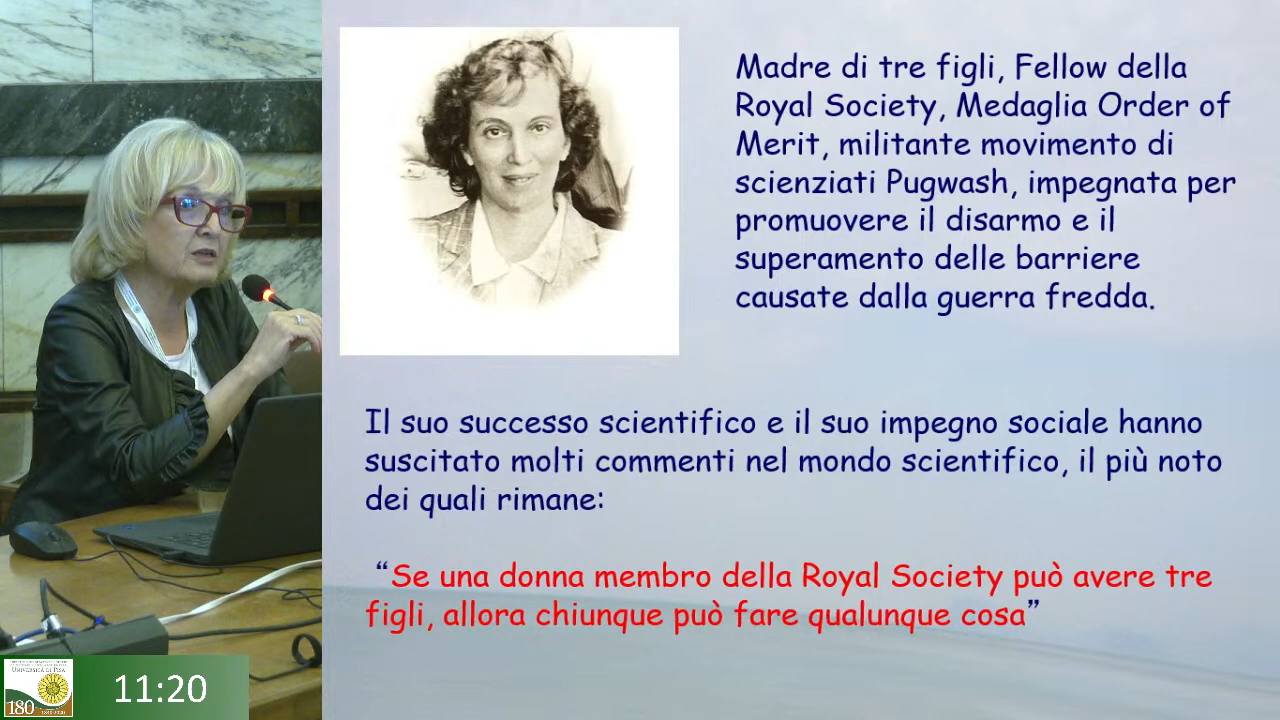 Madre di tre figli, Fellow della
Royal Society, Medaglia Order of
Merit, militante movimento di
scienziati Pugwash, impegnata per
promuovere il disarmo e il
superamento delle barriere
causate dalla guerra fredda.
Il suo successo scientifico e il suo impegno sociale hanno
suscitato molti commenti nel mondo scientifico, il più noto
dei quali rimane:
“Se una donna membro della Royal Society può avere tre
figli, allora chiunque può fare qualunque cosa”
UNIVERSITÀ DI PISA
180
11:20